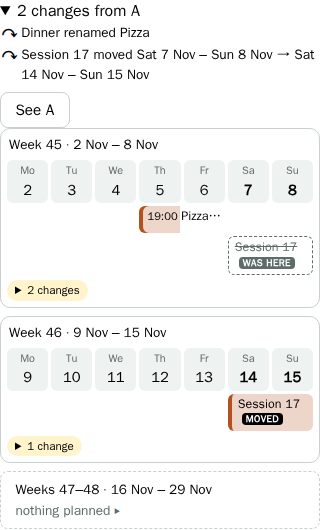 ▼ 2 changes from A
Dinner renamed Pizza
Session 17 moved Sat 7 Nov – Sun 8 Nov → Sat
14 Nov – Sun 15 Nov
See A
Week 45 · 2 Nov – 8 Nov
Mo Tu We Th Fr Sa Su
2 3 4 5 6 7 8
19:00 Pizza⋯
Session 17
WAS HERE
▶ 2 changes
Week 46 · 9 Nov – 15 Nov
Mo Tu We Th Fr Sa Su
9 10 11 12 13 14 15
Session 17
MOVED
▶ 1 change
Weeks 47–48 · 16 Nov – 29 Nov
nothing planned ▸